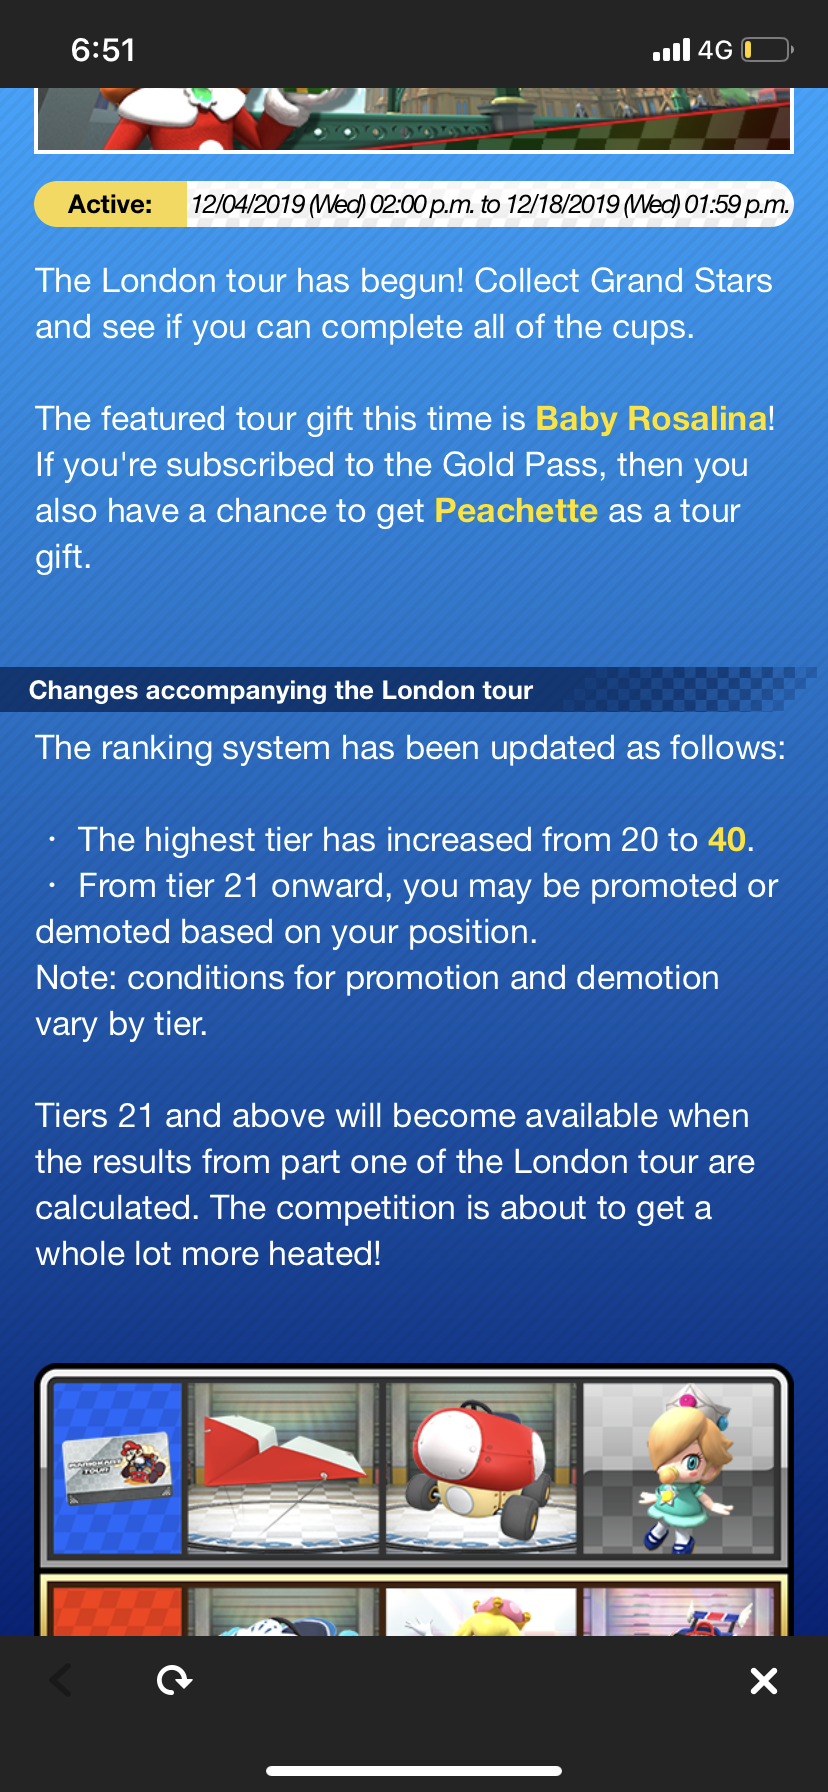 6:51
4G
Active: 12/04/2019 (Wed) 02:00 p.m. to 12/18/2019 (Wed) 01:59 p.m.
The London tour has begun! Collect Grand Stars
and see if you can complete all of the cups.
The featured tour gift this time is Baby Rosalina!
If you're subscribed to the Gold Pass, then you
also have a chance to get Peachette as a tour
gift.
Changes accompanying the London tour
The ranking system has been updated as follows:
・ The highest tier has increased from 20 to 40.
・ From tier 21 onward, you may be promoted or
demoted based on your position.
Note: conditions for promotion and demotion
vary by tier.
Tiers 21 and above will become available when
the results from part one of the London tour are
calculated. The competition is about to get a
whole lot more heated!
MARIO KART
TOUR